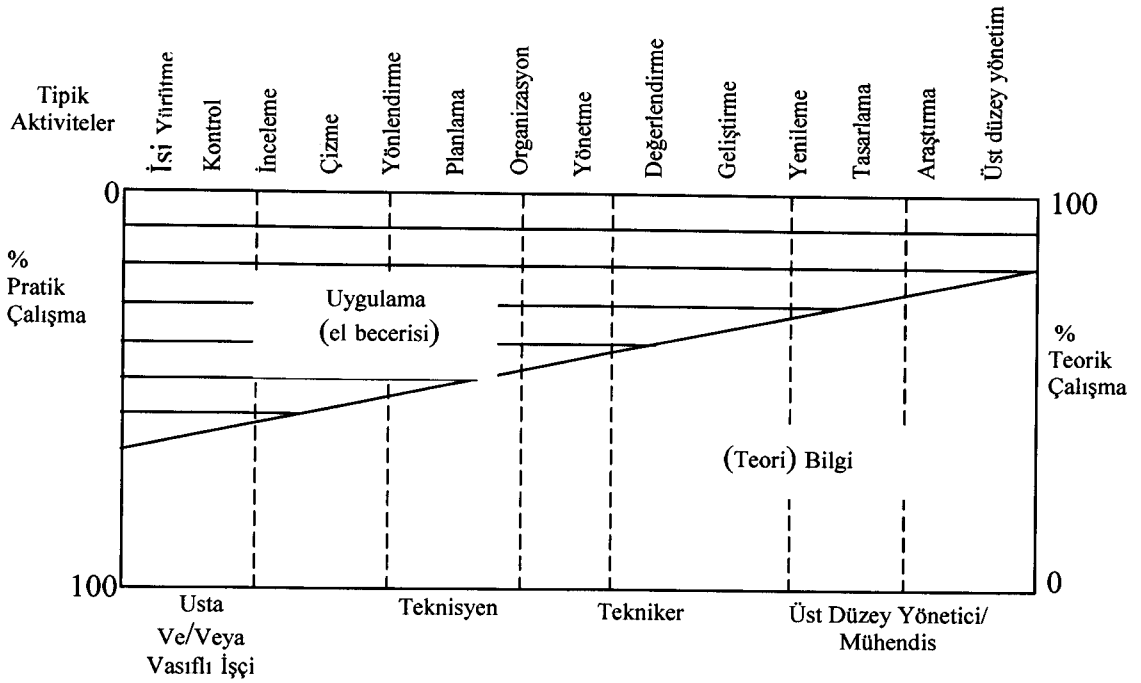 Tipik
Aktiviteler
İsi Yürütme
Kontrol
İnceleme
Çizme
Yönlendirme
Planlama
Organizasyon
Yönetme
Değerlendirme
Geliştirme
Yenileme
Tasarlama
Araştırma
Üst düzey yönetim
0
100
%
Pratik
Çalışma
Uygulama
(el becerisi)
%
Teorik
Çalışma
(Teori) Bilgi
100
0
Usta
Ve/Veya
Vasıflı İşçi
Teknisyen
Tekniker
Üst Düzey Yönetici/
Mühendis